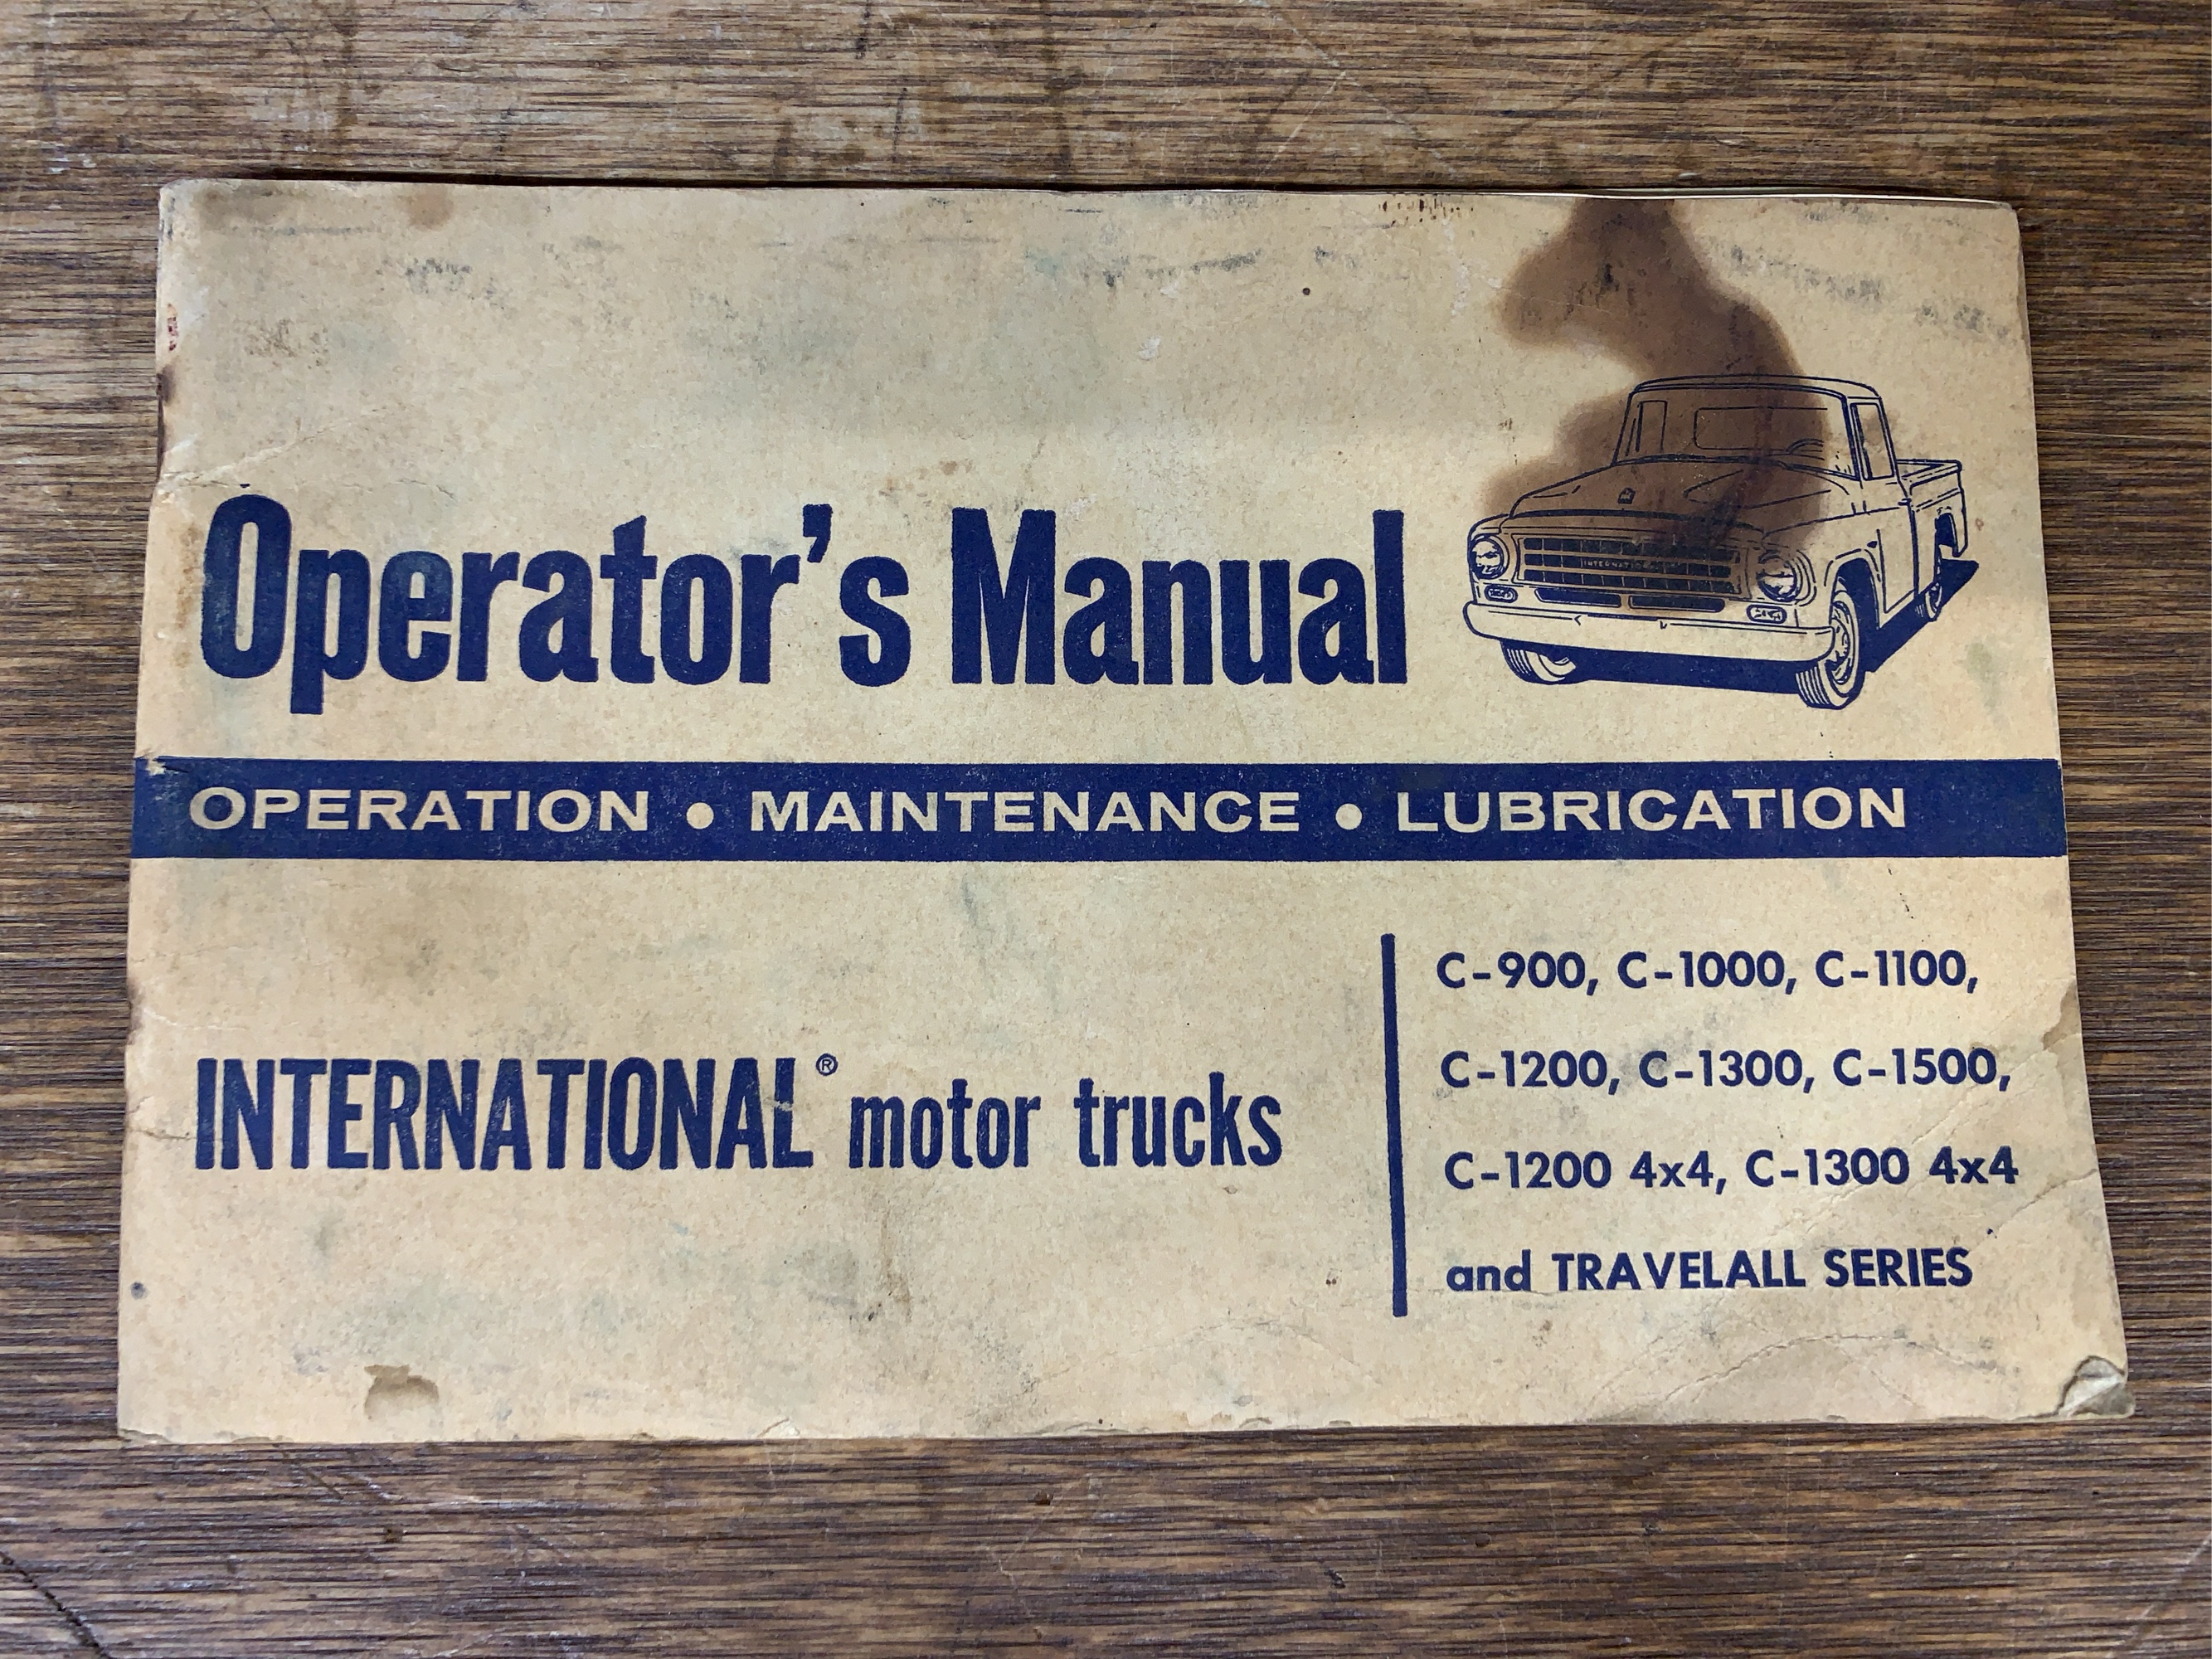 Operator's Manual
INTERNATIONAL
OPERATION • MAINTENANCE • LUBRICATION
INTERNATIONAL® motor trucks
C-900, C-1000, C-1100,
C-1200, C-1300, C-1500,
C-1200 4x4, C-1300 4x4
and TRAVELALL SERIES